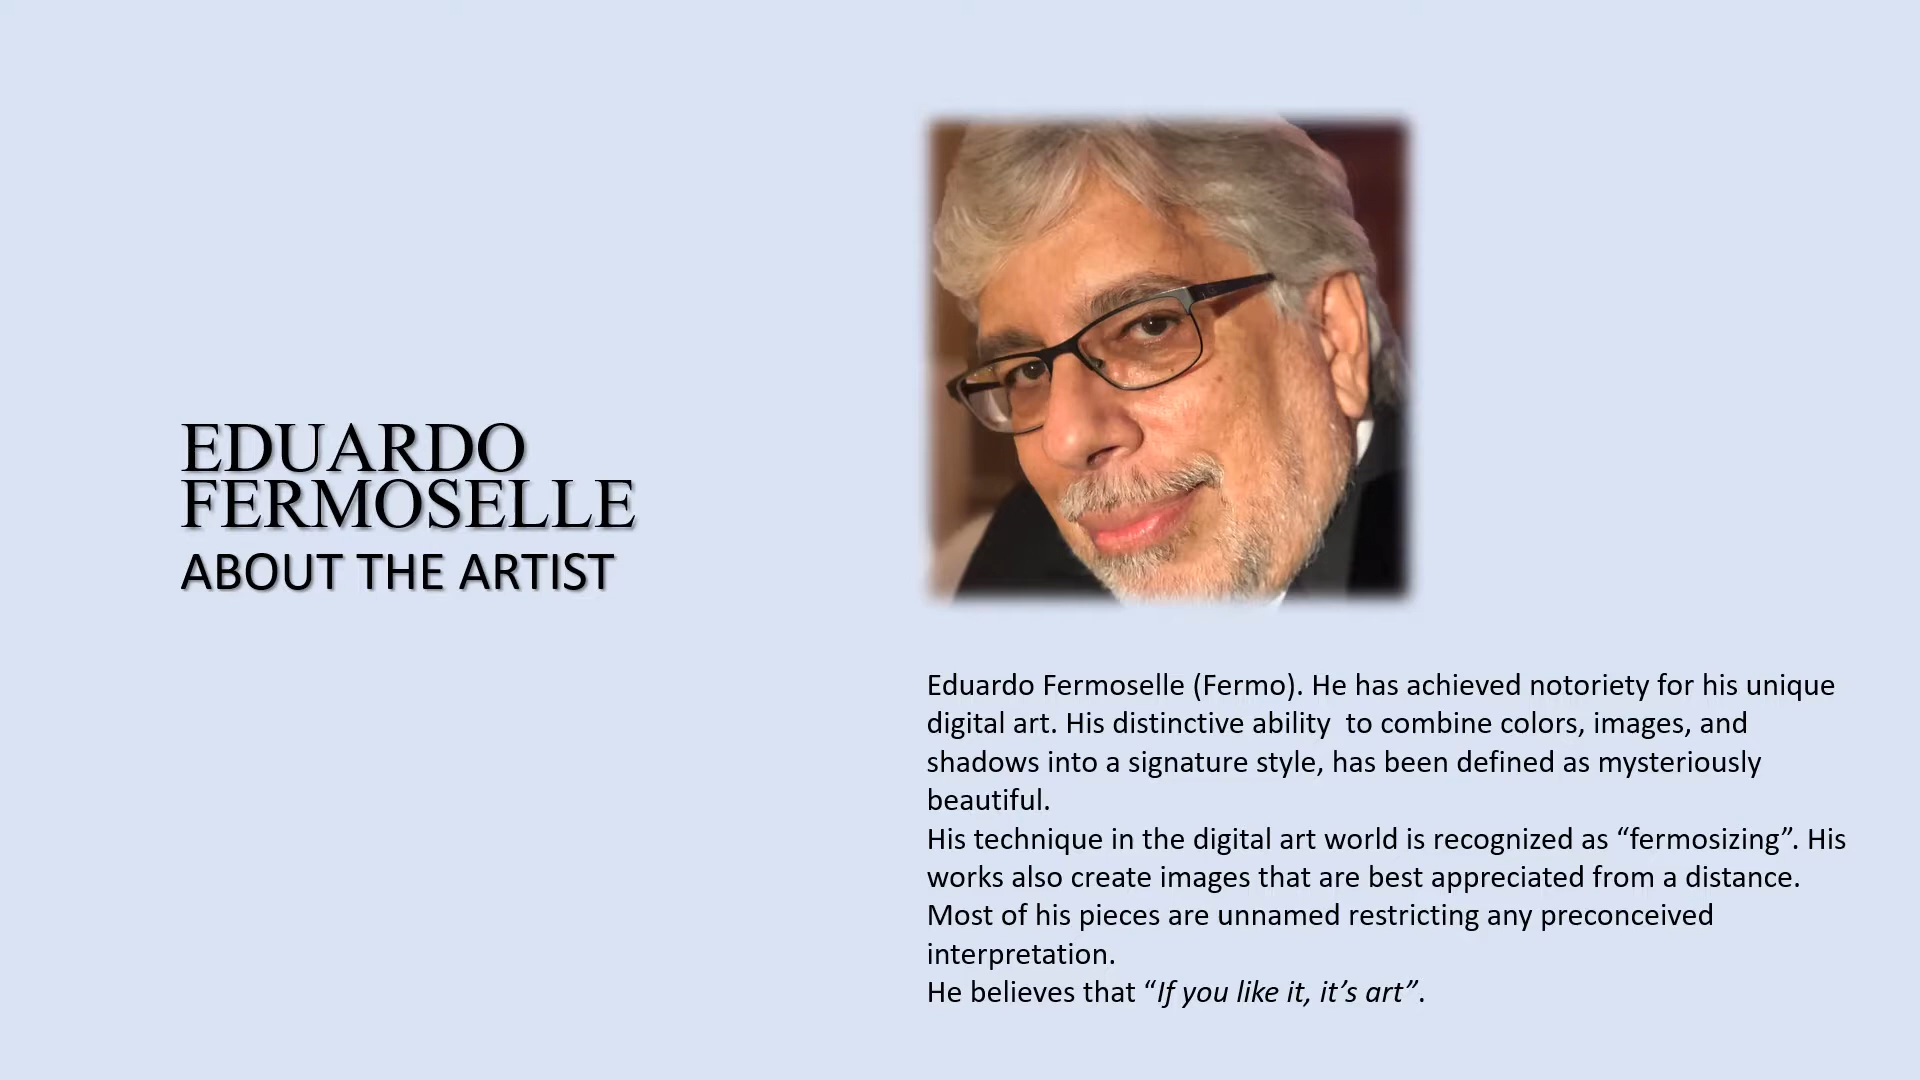 EDUARDO
FERMOSELLE
ABOUT THE ARTIST
Eduardo Fermoselle (Fermo). He has achieved notoriety for his unique
digital art. His distinctive ability  to combine colors, images, and
shadows into a signature style, has been defined as mysteriously
beautiful.
His technique in the digital art world is recognized as “fermosizing”. His
works also create images that are best appreciated from a distance.
Most of his pieces are unnamed restricting any preconceived
interpretation.
He believes that “If you like it, it’s art”.